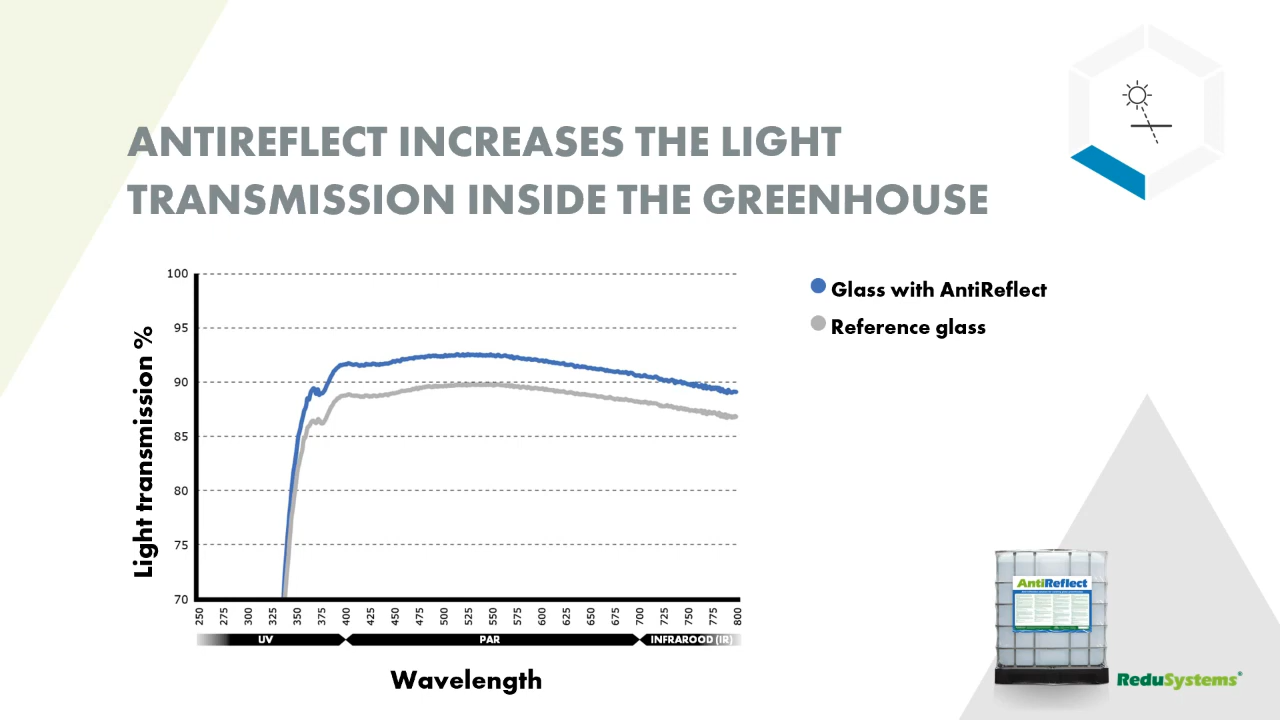 ANTIREFLECT INCREASES THE LIGHT
TRANSMISSION INSIDE THE GREENHOUSE
Light transmission %
100
95
90
85
80
75
70
250 275 300 325 350 375 400 425 450 475 500 525 550 575 600 625 650 675 700 725 750 775 800
UV PAR INFRAROOD (IR)
Wavelength
Glass with AntiReflect
Reference glass
AntiReflect
ReduSystems®